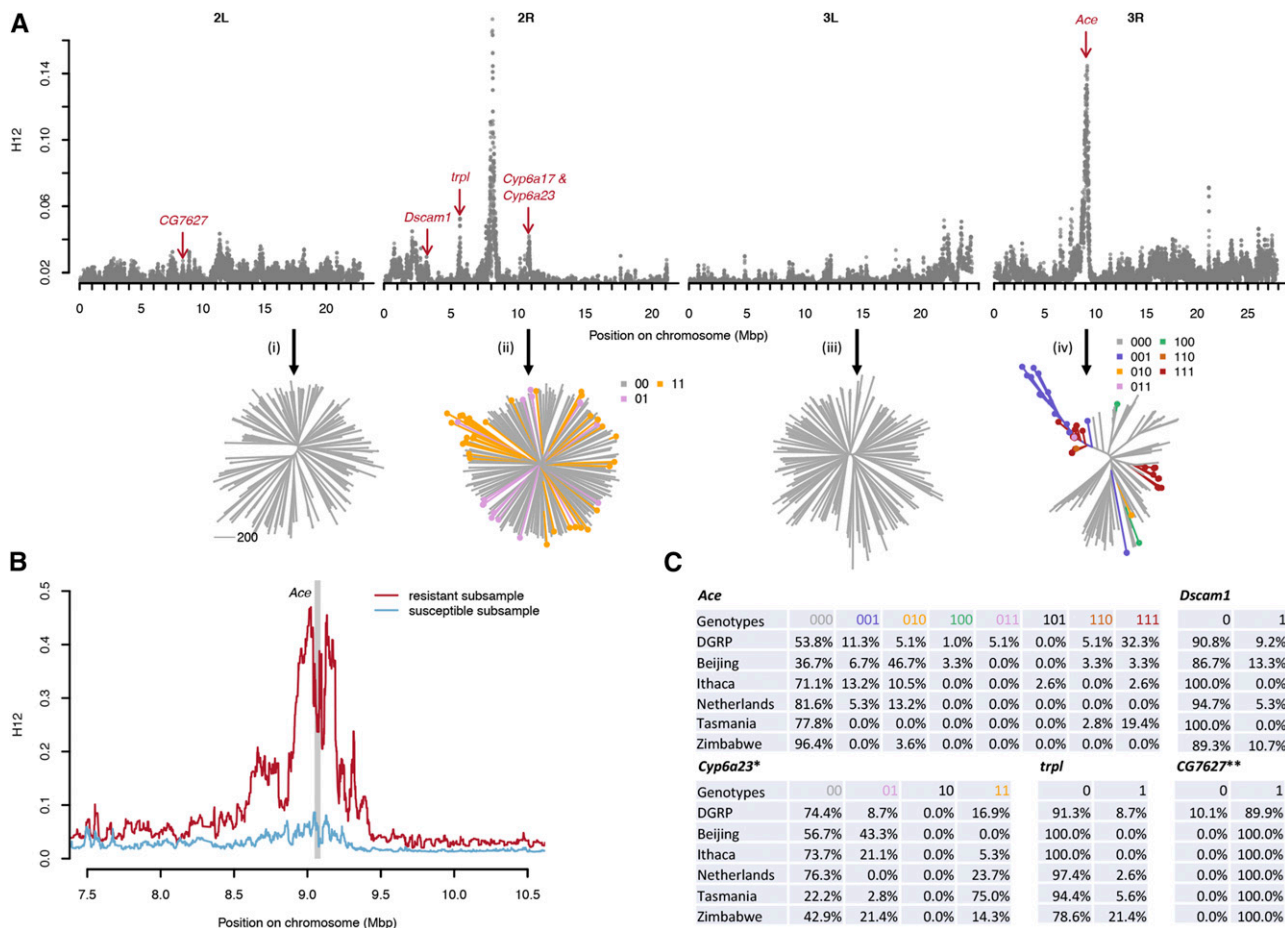 A
2L
2R
3L
3R
H12
0.14
0.10
0.06
0.02
CG7627
Dscam1
trpl
Cyp6a17 &
Cyp6a23
Ace
0 5 10 15 20
0 5 10 15 20
0 5 10 15 20
0 5 10 15 20 25
Position on chromosome (Mbp)
(i)
(ii)
(iii)
(iv)
200
00 11
01
000 100
001 110
010 111
011
B
H12
0.5
0.4
0.3
0.2
0.1
0.0
Ace
resistant subsample
susceptible subsample
7.5 8.0 8.5 9.0 9.5 10.0 10.5
Position on chromosome (Mbp)
C
Ace
Genotypes 000 001 010 100 011 101 110 111
DGRP 53.8% 11.3% 5.1% 1.0% 5.1% 0.0% 5.1% 32.3%
Beijing 36.7% 6.7% 46.7% 3.3% 0.0% 0.0% 3.3% 3.3%
Ithaca 71.1% 13.2% 10.5% 0.0% 0.0% 2.6% 0.0% 2.6%
Netherlands 81.6% 5.3% 13.2% 0.0% 0.0% 0.0% 0.0% 0.0%
Tasmania 77.8% 0.0% 0.0% 0.0% 0.0% 0.0% 2.8% 19.4%
Zimbabwe 96.4% 0.0% 3.6% 0.0% 0.0% 0.0% 0.0% 0.0%
Dscam1
0 1
90.8% 9.2%
86.7% 13.3%
100.0% 0.0%
94.7% 5.3%
100.0% 0.0%
89.3% 10.7%
Cyp6a23*
Genotypes 00 01 10 11
DGRP 74.4% 8.7% 0.0% 16.9%
Beijing 56.7% 43.3% 0.0% 0.0%
Ithaca 73.7% 21.1% 0.0% 5.3%
Netherlands 76.3% 0.0% 0.0% 23.7%
Tasmania 22.2% 2.8% 0.0% 75.0%
Zimbabwe 42.9% 21.4% 0.0% 14.3%
trpl
0 1
91.3% 8.7%
100.0% 0.0%
100.0% 0.0%
97.4% 2.6%
94.4% 5.6%
78.6% 21.4%
CG7627**
0 1
10.1% 89.9%
0.0% 100.0%
0.0% 100.0%
0.0% 100.0%
0.0% 100.0%
0.0% 100.0%